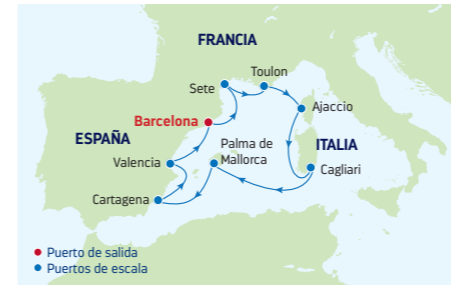 FRANCIA
Toulon
Sete
Ajaccio
Barcelona
ESPAÑA
Palma de
Mallorca
ITALIA
Valencia
Cagliari
Cartagena
Puerto de salida
Puertos de escala